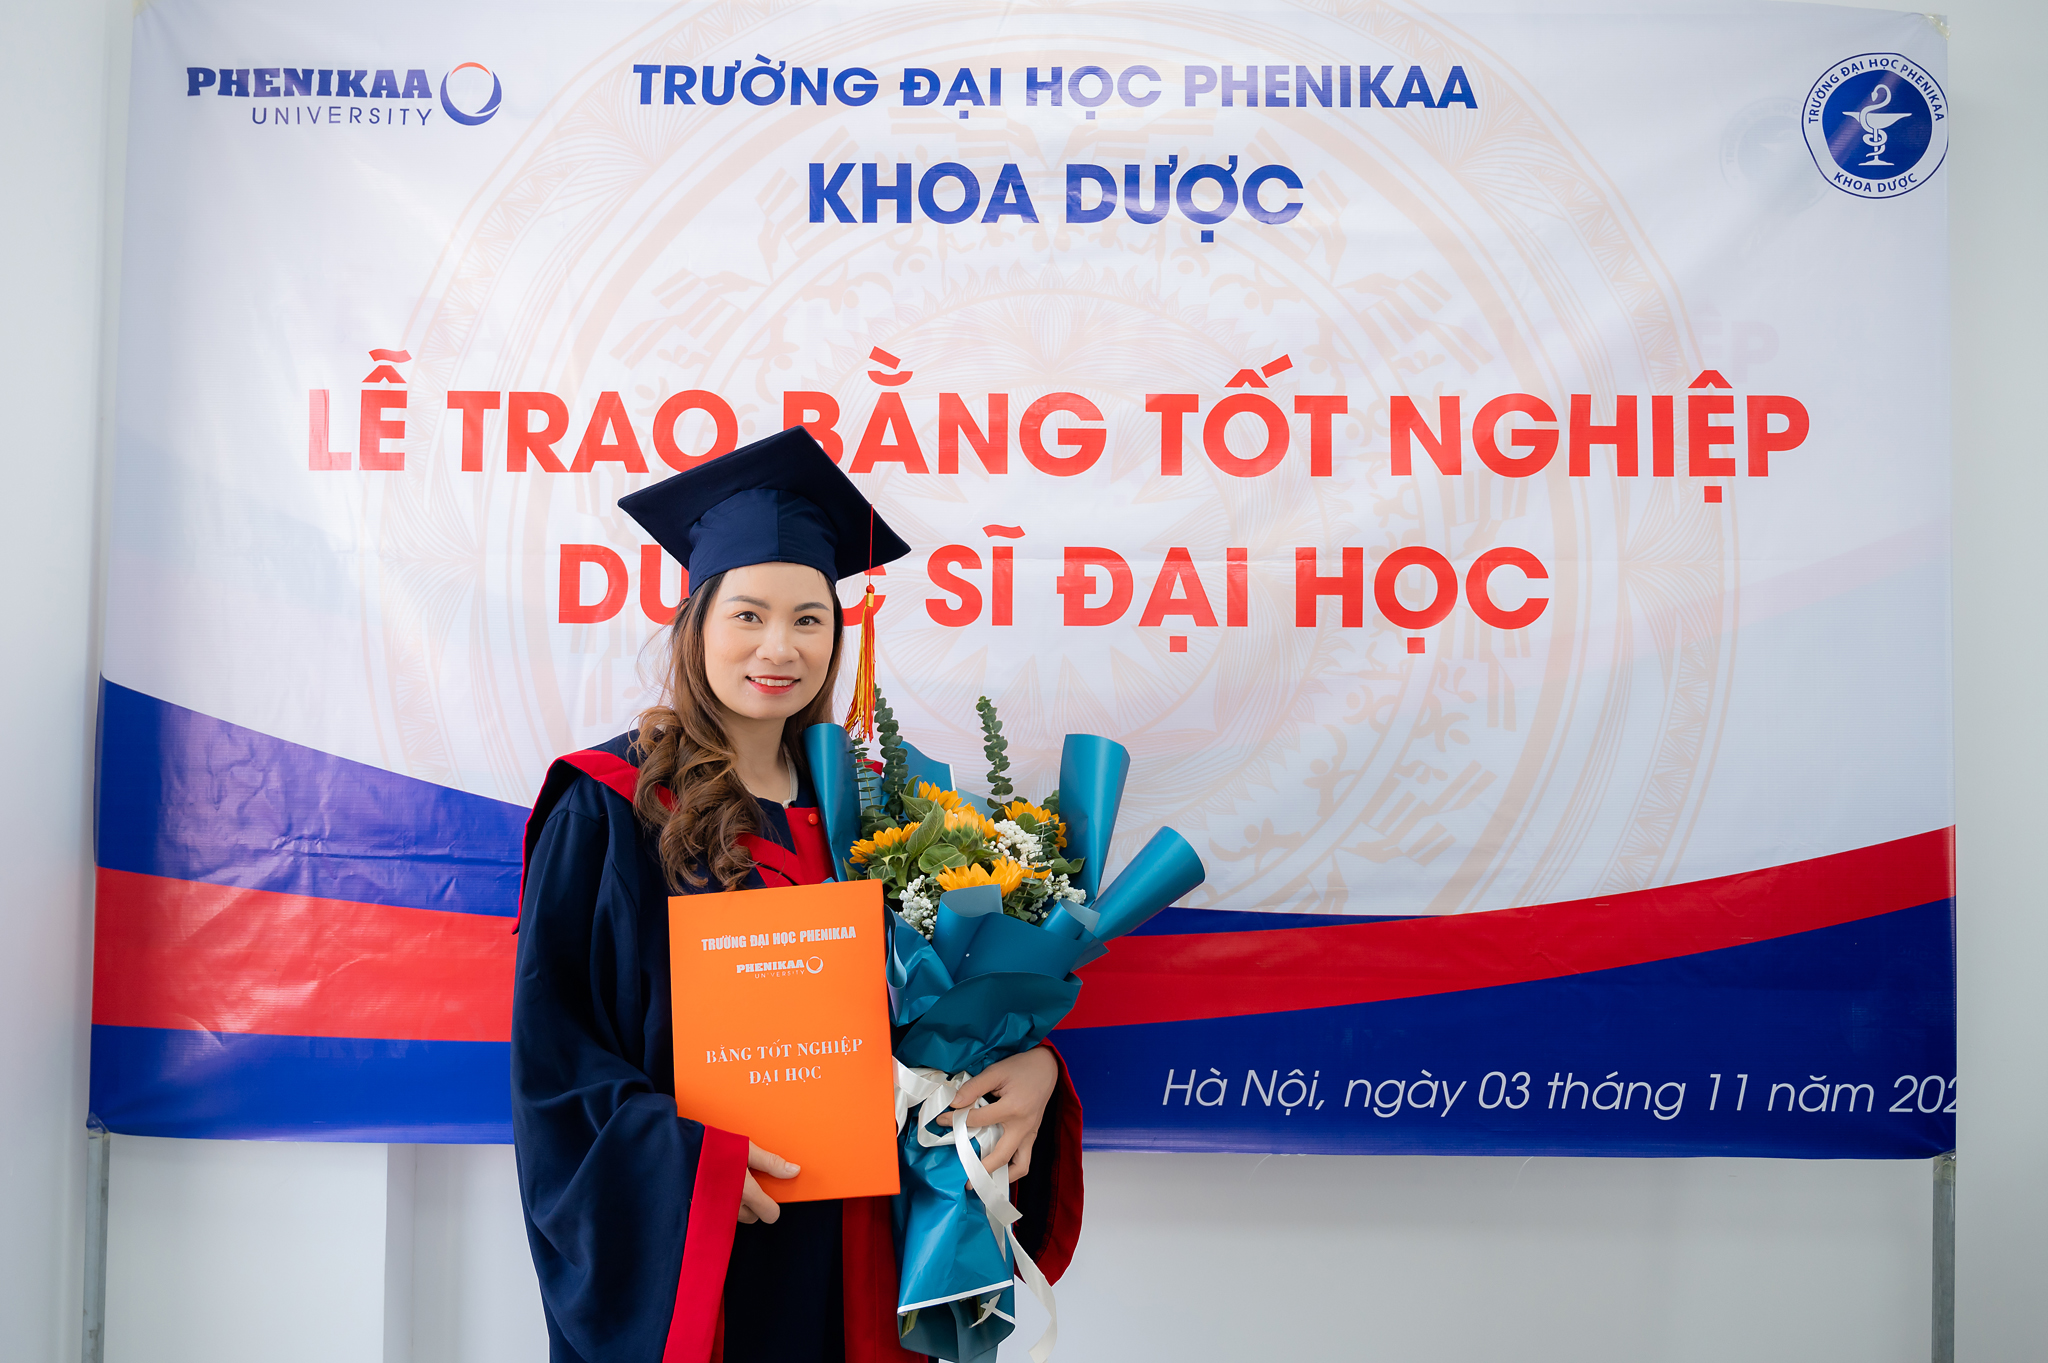 PHENIKAA
UNIVERSITY
TRƯỜNG ĐẠI HỌC PHENIKAA
KHOA DƯỢC
TRƯỜNG ĐẠI HỌC PHENIKAA
KHOA DƯỢC
LỄ TRAO BẰNG TỐT NGHIỆP
SĨ ĐẠI HỌC
TRƯỜNG ĐẠI HỌC PHENIKAA
PHENIKAA
UNIVERSITY
BẰNG TỐT NGHIỆP
ĐẠI HỌC
Hà Nội, ngày 03 tháng 11 năm